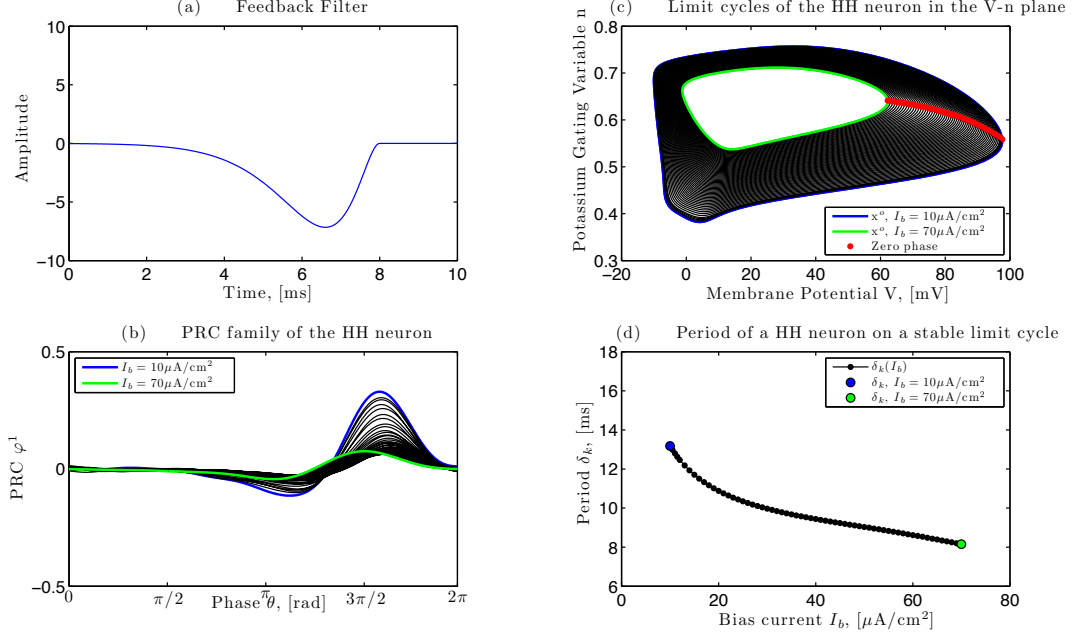 (a) Feedback Filter
10
5
0
−5
−10
Amplitude
0 2 4 6 8 10
Time, [ms]
(b) PRC family of the HH neuron
0.5
0
−0.5
PRC φ¹
I_b = 10μA/cm²
I_b = 70μA/cm²
0 π/2 π 3π/2 2π
Phase θ, [rad]
(c) Limit cycles of the HH neuron in the V-n plane
0.8
0.7
0.6
0.5
0.4
0.3
Potassium Gating Variable n
x°, I_b = 10μA/cm²
x°, I_b = 70μA/cm²
Zero phase
−20 0 20 40 60 80 100
Membrane Potential V, [mV]
(d) Period of a HH neuron on a stable limit cycle
18
16
14
12
10
8
6
Period δ_k, [ms]
δ_k(I_b)
δ_k, I_b = 10μA/cm²
δ_k, I_b = 70μA/cm²
0 20 40 60 80
Bias current I_b, [μA/cm²]